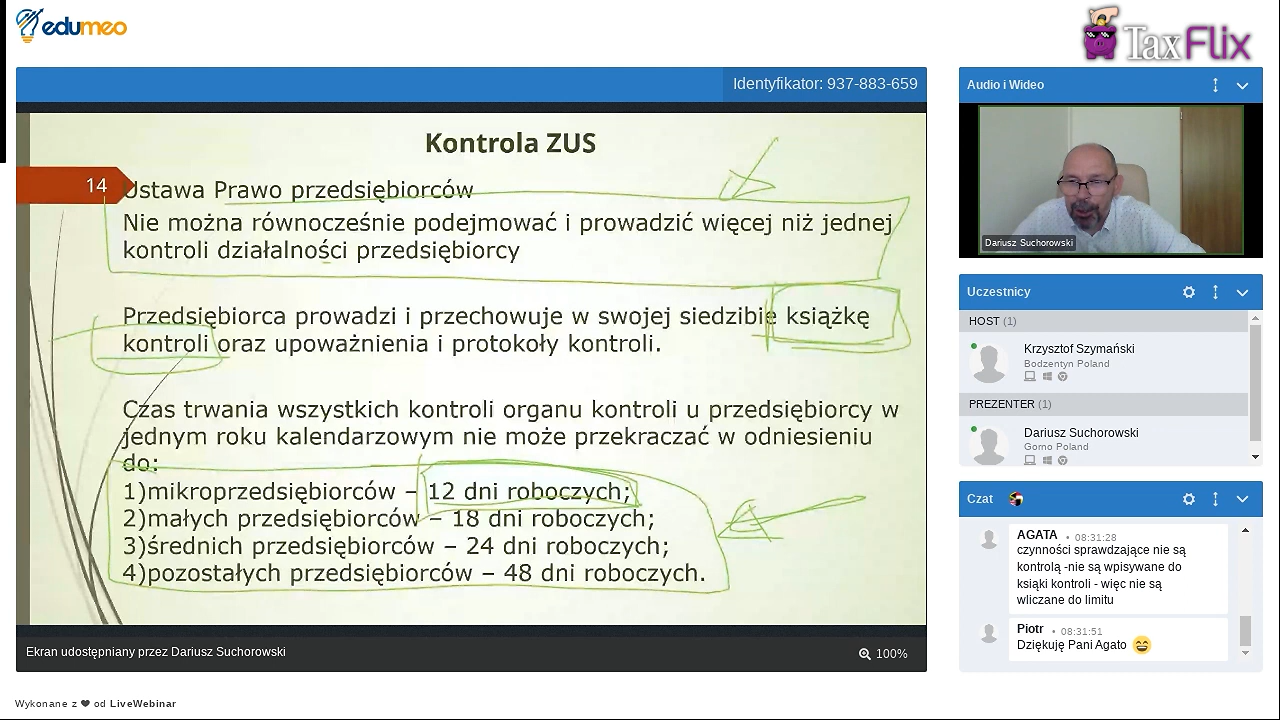 edumeo
TaxFlix
Identyfikator: 937-883-659
Kontrola ZUS
14
Ustawa Prawo przedsiębiorców
Nie można równocześnie podejmować i prowadzić więcej niż jednej
kontroli działalności przedsiębiorcy
Przedsiębiorca prowadzi i przechowuje w swojej siedzibie książkę
kontroli oraz upoważnienia i protokoły kontroli.
Czas trwania wszystkich kontroli organu kontroli u przedsiębiorcy w
jednym roku kalendarzowym nie może przekraczać w odniesieniu
do:
1)mikroprzedsiębiorców – 12 dni roboczych;
2)małych przedsiębiorców – 18 dni roboczych;
3)średnich przedsiębiorców – 24 dni roboczych;
4)pozostałych przedsiębiorców – 48 dni roboczych.
Ekran udostępniany przez Dariusz Suchorowski
100%
Audio i Wideo
Dariusz Suchorowski
Uczestnicy
HOST (1)
Krzysztof Szymański
Bodzentyn Poland
PREZENTER (1)
Dariusz Suchorowski
Gorno Poland
Czat
AGATA • 08:31:28
czynności sprawdzające nie są
kontrolą -nie są wpisywane do
ksiąki kontroli - więc nie są
wliczane do limitu
Piotr • 08:31:51
Dziękuję Pani Agato 😄
Wykonane z ❤ od LiveWebinar